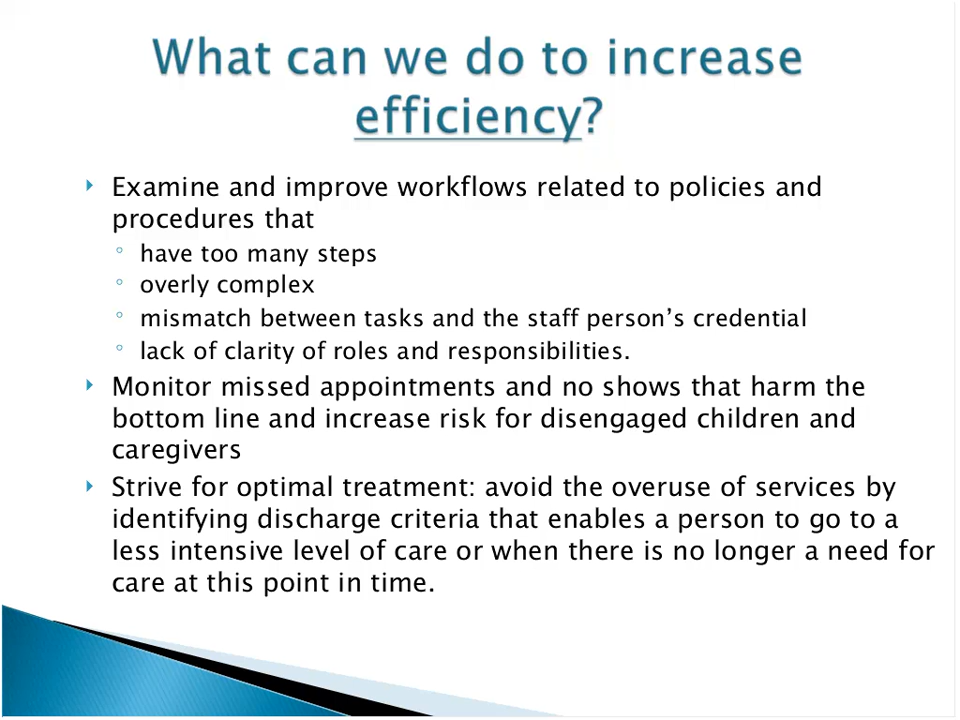 What can we do to increase
efficiency?
Examine and improve workflows related to policies and
procedures that
have too many steps
overly complex
mismatch between tasks and the staff person’s credential
lack of clarity of roles and responsibilities.
Monitor missed appointments and no shows that harm the
bottom line and increase risk for disengaged children and
caregivers
Strive for optimal treatment: avoid the overuse of services by
identifying discharge criteria that enables a person to go to a
less intensive level of care or when there is no longer a need for
care at this point in time.